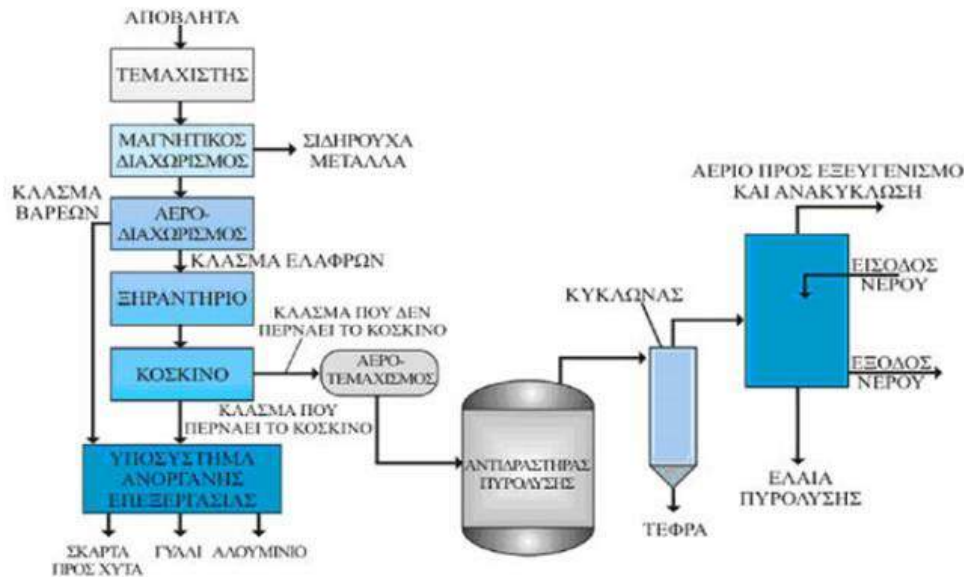 ΑΠΟΒΛΗΤΑ
ΤΕΜΑΧΙΣΤΗΣ
ΜΑΓΝΗΤΙΚΟΣ
ΔΙΑΧΩΡΙΣΜΟΣ
ΣΙΔΗΡΟΥΧΑ
ΜΕΤΑΛΛΑ
ΚΛΑΣΜΑ
ΒΑΡΕΩΝ
ΑΕΡΟ-
ΔΙΑΧΩΡΙΣΜΟΣ
ΚΛΑΣΜΑ ΕΛΑΦΡΩΝ
ΞΗΡΑΝΤΗΡΙΟ
ΚΛΑΣΜΑ ΠΟΥ ΔΕΝ
ΠΕΡΝΑΕΙ ΤΟ ΚΟΣΚΙΝΟ
ΚΟΣΚΙΝΟ
ΑΕΡΟ-
ΤΕΜΑΧΙΣΜΟΣ
ΚΛΑΣΜΑ ΠΟΥ
ΠΕΡΝΑΕΙ ΤΟ ΚΟΣΚΙΝΟ
ΥΠΟΣΥΣΤΗΜΑ
ΑΝΟΡΓΑΝΗΣ
ΕΠΕΞΕΡΓΑΣΙΑΣ
ΣΚΑΡΤΑ
ΠΡΟΣ ΧΥΤΑ
ΓΥΑΛΙ
ΑΛΟΥΜΙΝΙΟ
ΑΝΤΙΔΡΑΣΤΗΡΑΣ
ΠΥΡΟΛΥΣΗΣ
ΚΥΚΛΩΝΑΣ
ΤΕΦΡΑ
ΑΕΡΙΟ ΠΡΟΣ ΕΞΕΥΓΕΝΙΣΜΟ
ΚΑΙ ΑΝΑΚΥΚΛΩΣΗ
ΕΙΣΟΔΟΣ
ΝΕΡΟΥ
ΕΞΟΔΟΣ
ΝΕΡΟΥ
ΕΛΑΙΑ
ΠΥΡΟΛΥΣΗΣ